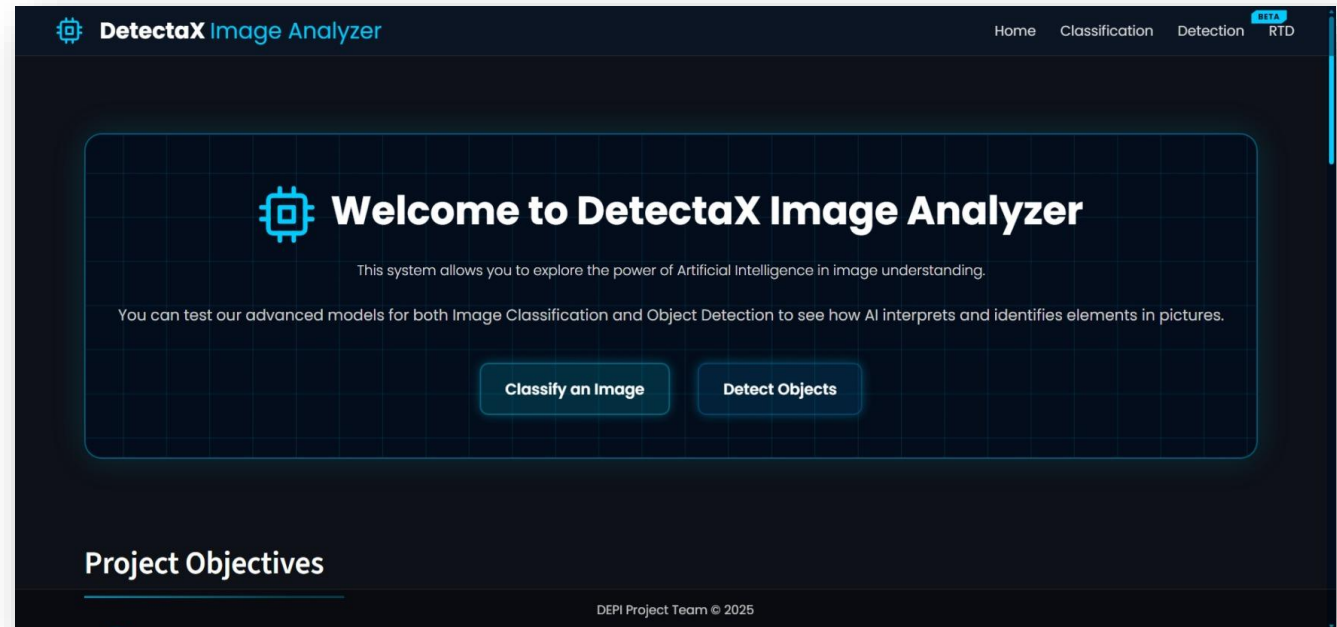 DetectaX Image Analyzer
Home Classification Detection BETA RTD
Welcome to DetectaX Image Analyzer
This system allows you to explore the power of Artificial Intelligence in image understanding.
You can test our advanced models for both Image Classification and Object Detection to see how AI interprets and identifies elements in pictures.
Classify an Image
Detect Objects
Project Objectives
DEPI Project Team © 2025